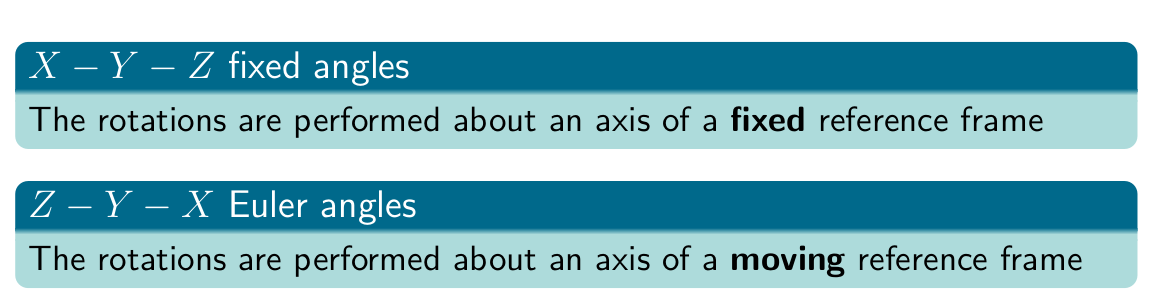 X − Y − Z fixed angles
The rotations are performed about an axis of a fixed reference frame
Z − Y − X Euler angles
The rotations are performed about an axis of a moving reference frame